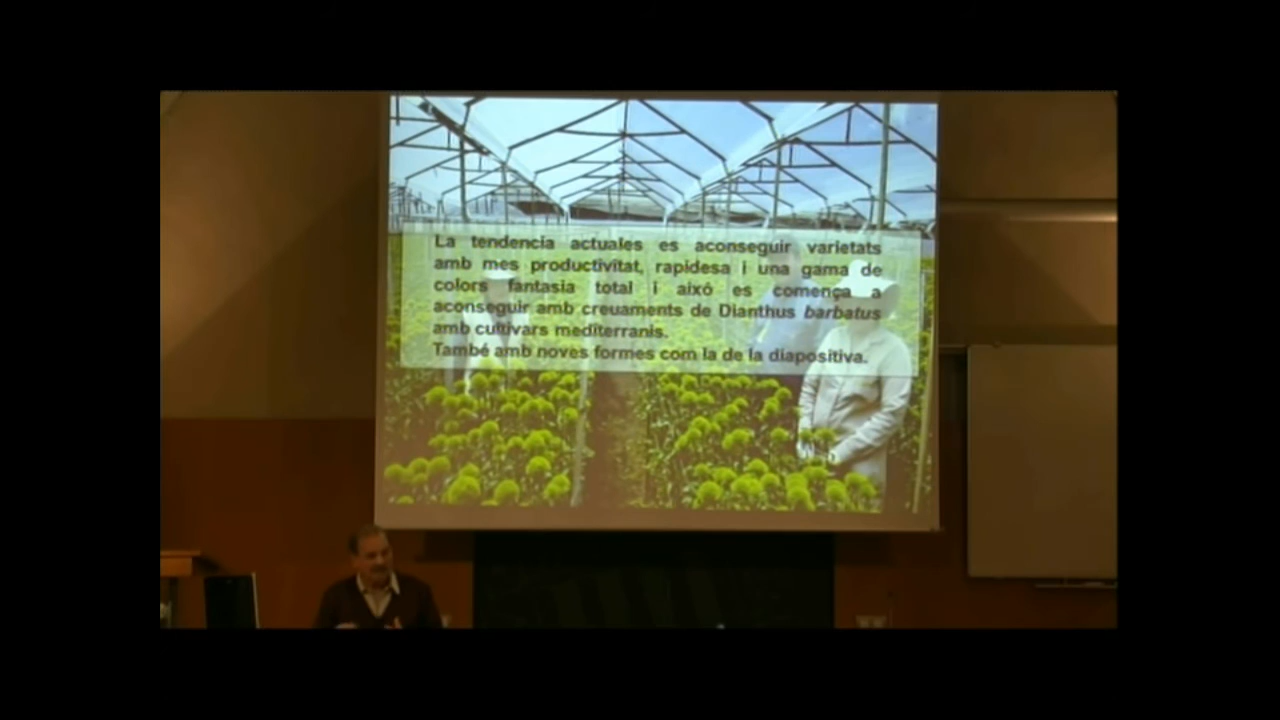 La tendencia actuales es aconseguir varietats
amb mes productivitat, rapidesa i una gama de
colors fantasia total i aixó es comença a
aconseguir amb creuaments de Dianthus barbatus
amb cultivars mediterranis.
També amb noves formes com la de la diapositiva.